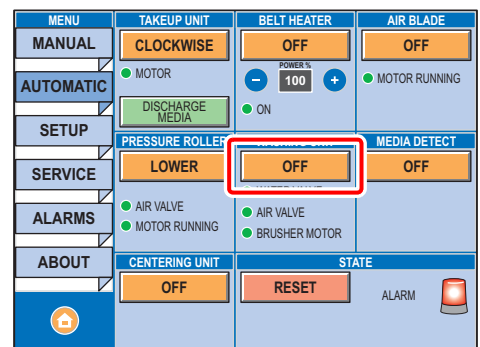 MENU
MANUAL
AUTOMATIC
SETUP
SERVICE
ALARMS
ABOUT
TAKEUP UNIT
CLOCKWISE
MOTOR
DISCHARGE
MEDIA
BELT HEATER
OFF
POWER %
- 100 +
ON
AIR BLADE
OFF
MOTOR RUNNING
PRESSURE ROLLER
LOWER
AIR VALVE
MOTOR RUNNING
OFF
AIR VALVE
BRUSHER MOTOR
MEDIA DETECT
OFF
CENTERING UNIT
OFF
STATE
RESET
ALARM